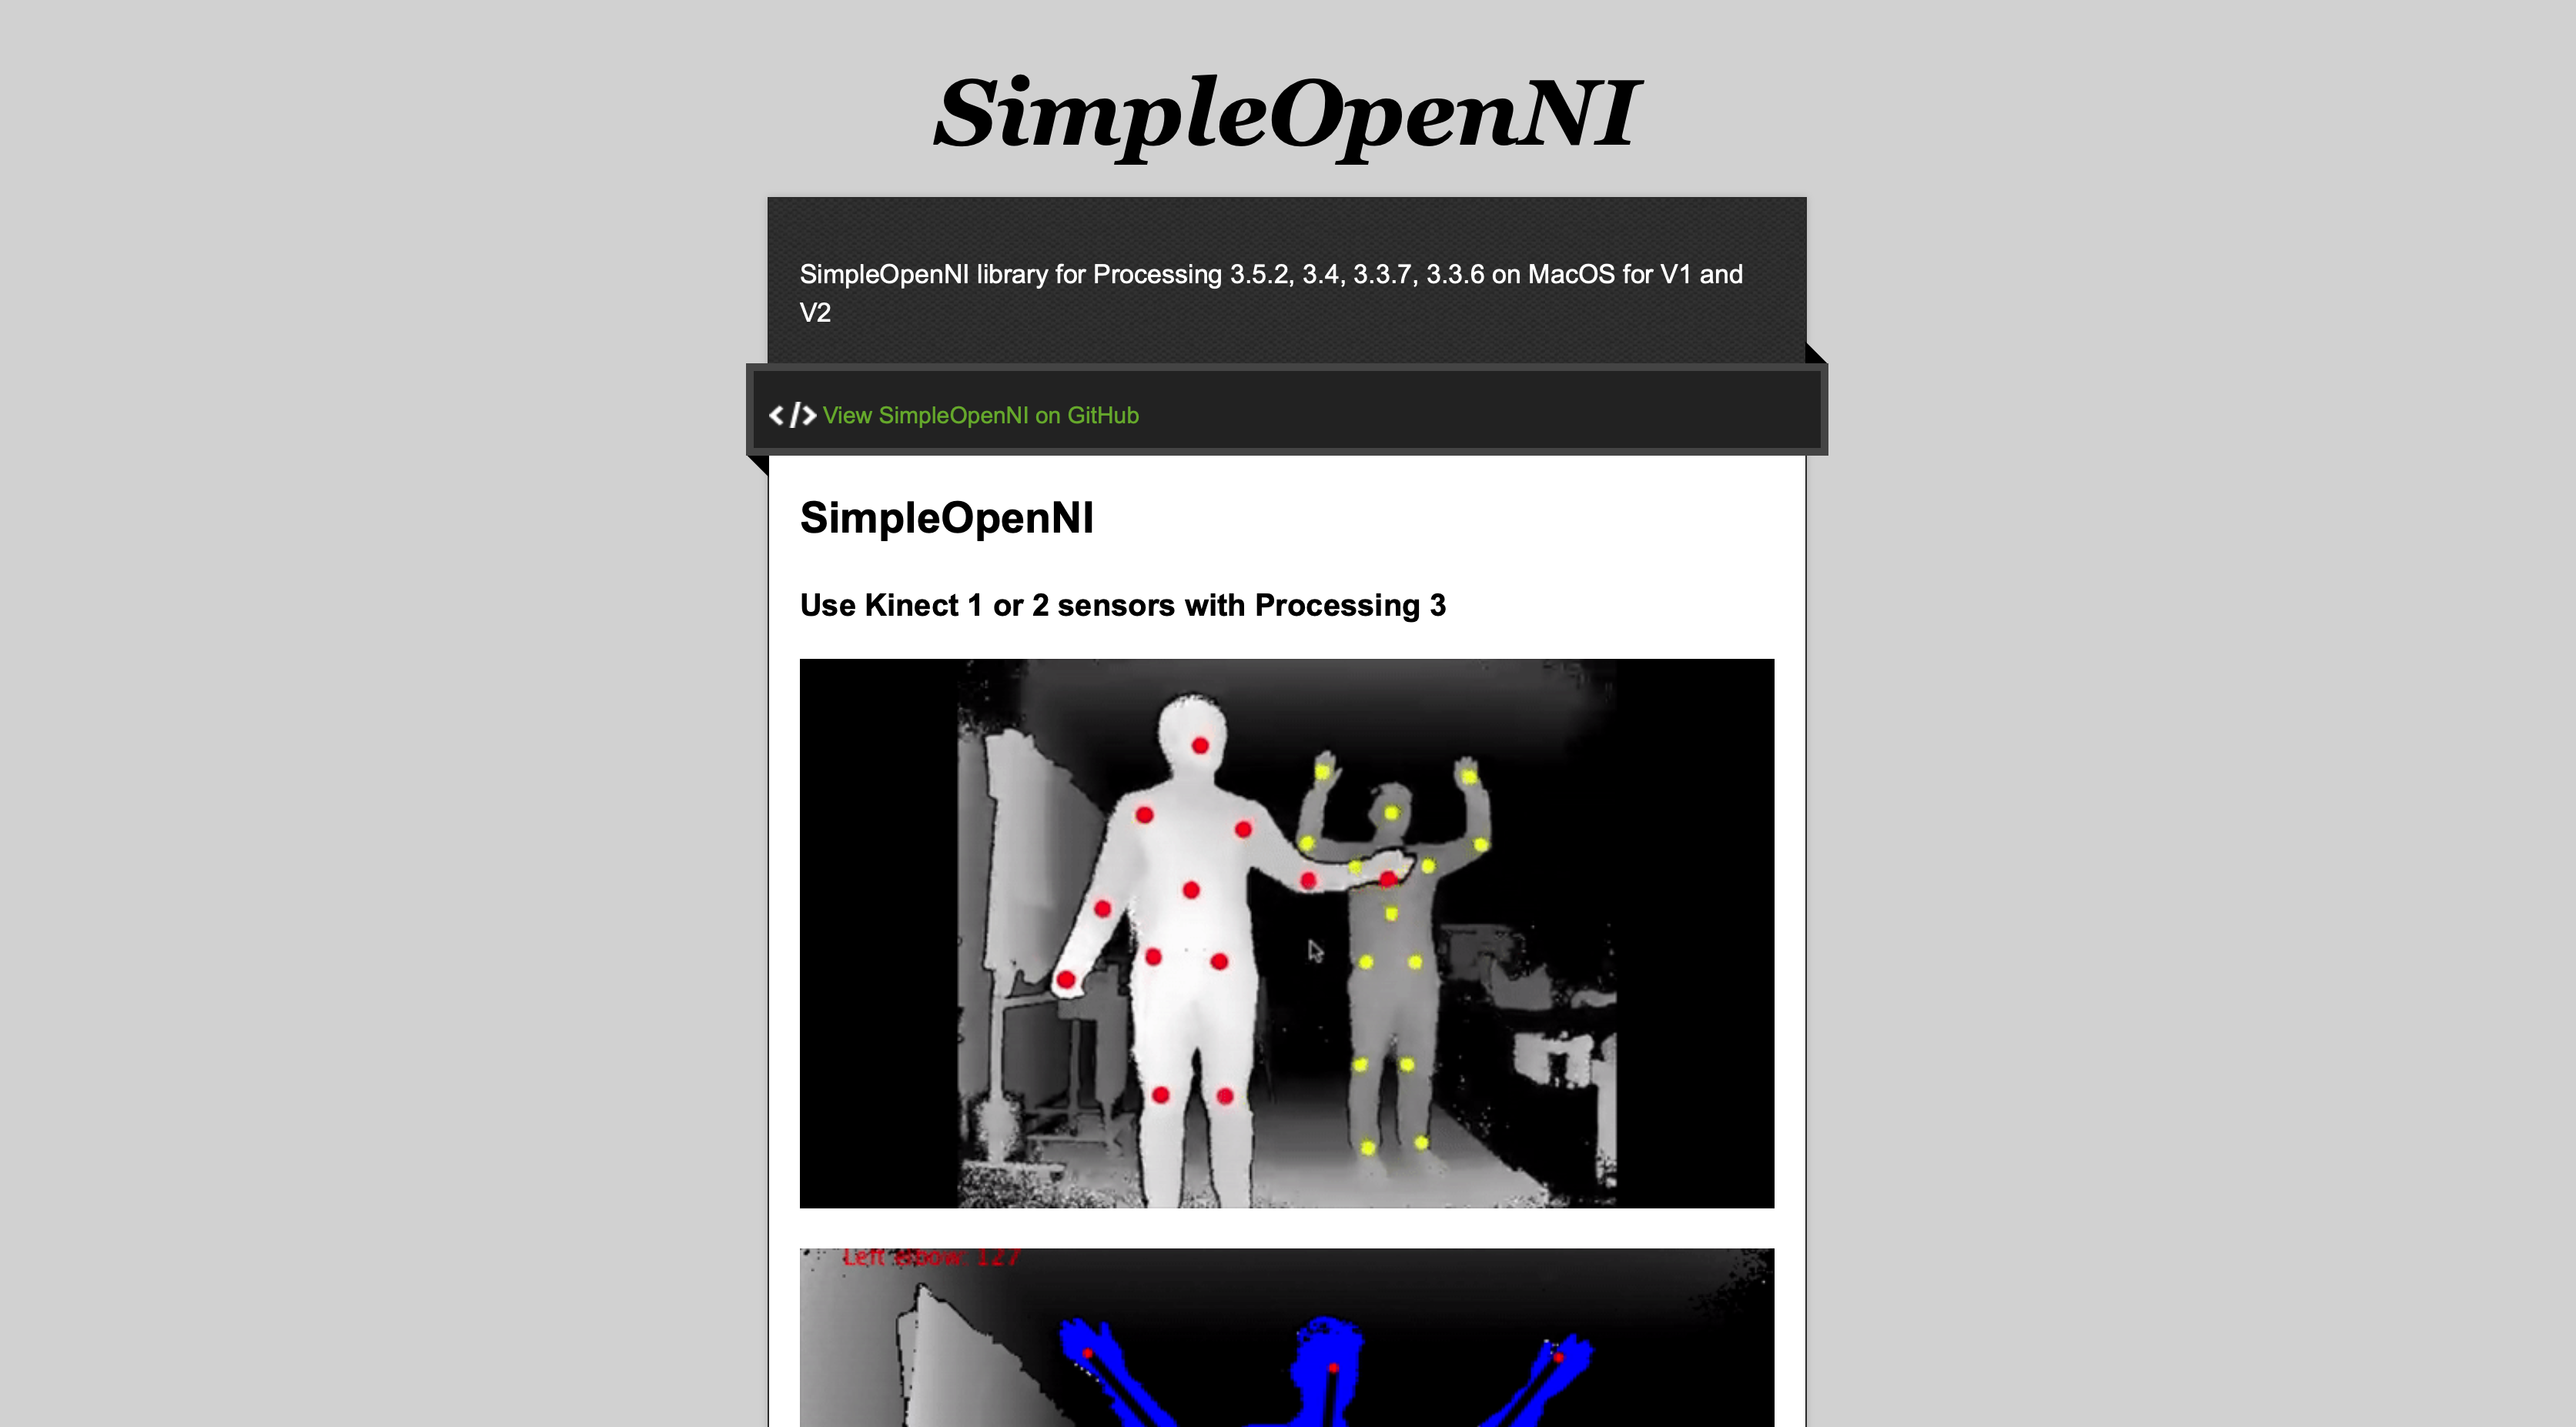 SimpleOpenNI
SimpleOpenNI library for Processing 3.5.2, 3.4, 3.3.7, 3.3.6 on MacOS for V1 and
V2
</> View SimpleOpenNI on GitHub
SimpleOpenNI
Use Kinect 1 or 2 sensors with Processing 3
Left elbow: 127